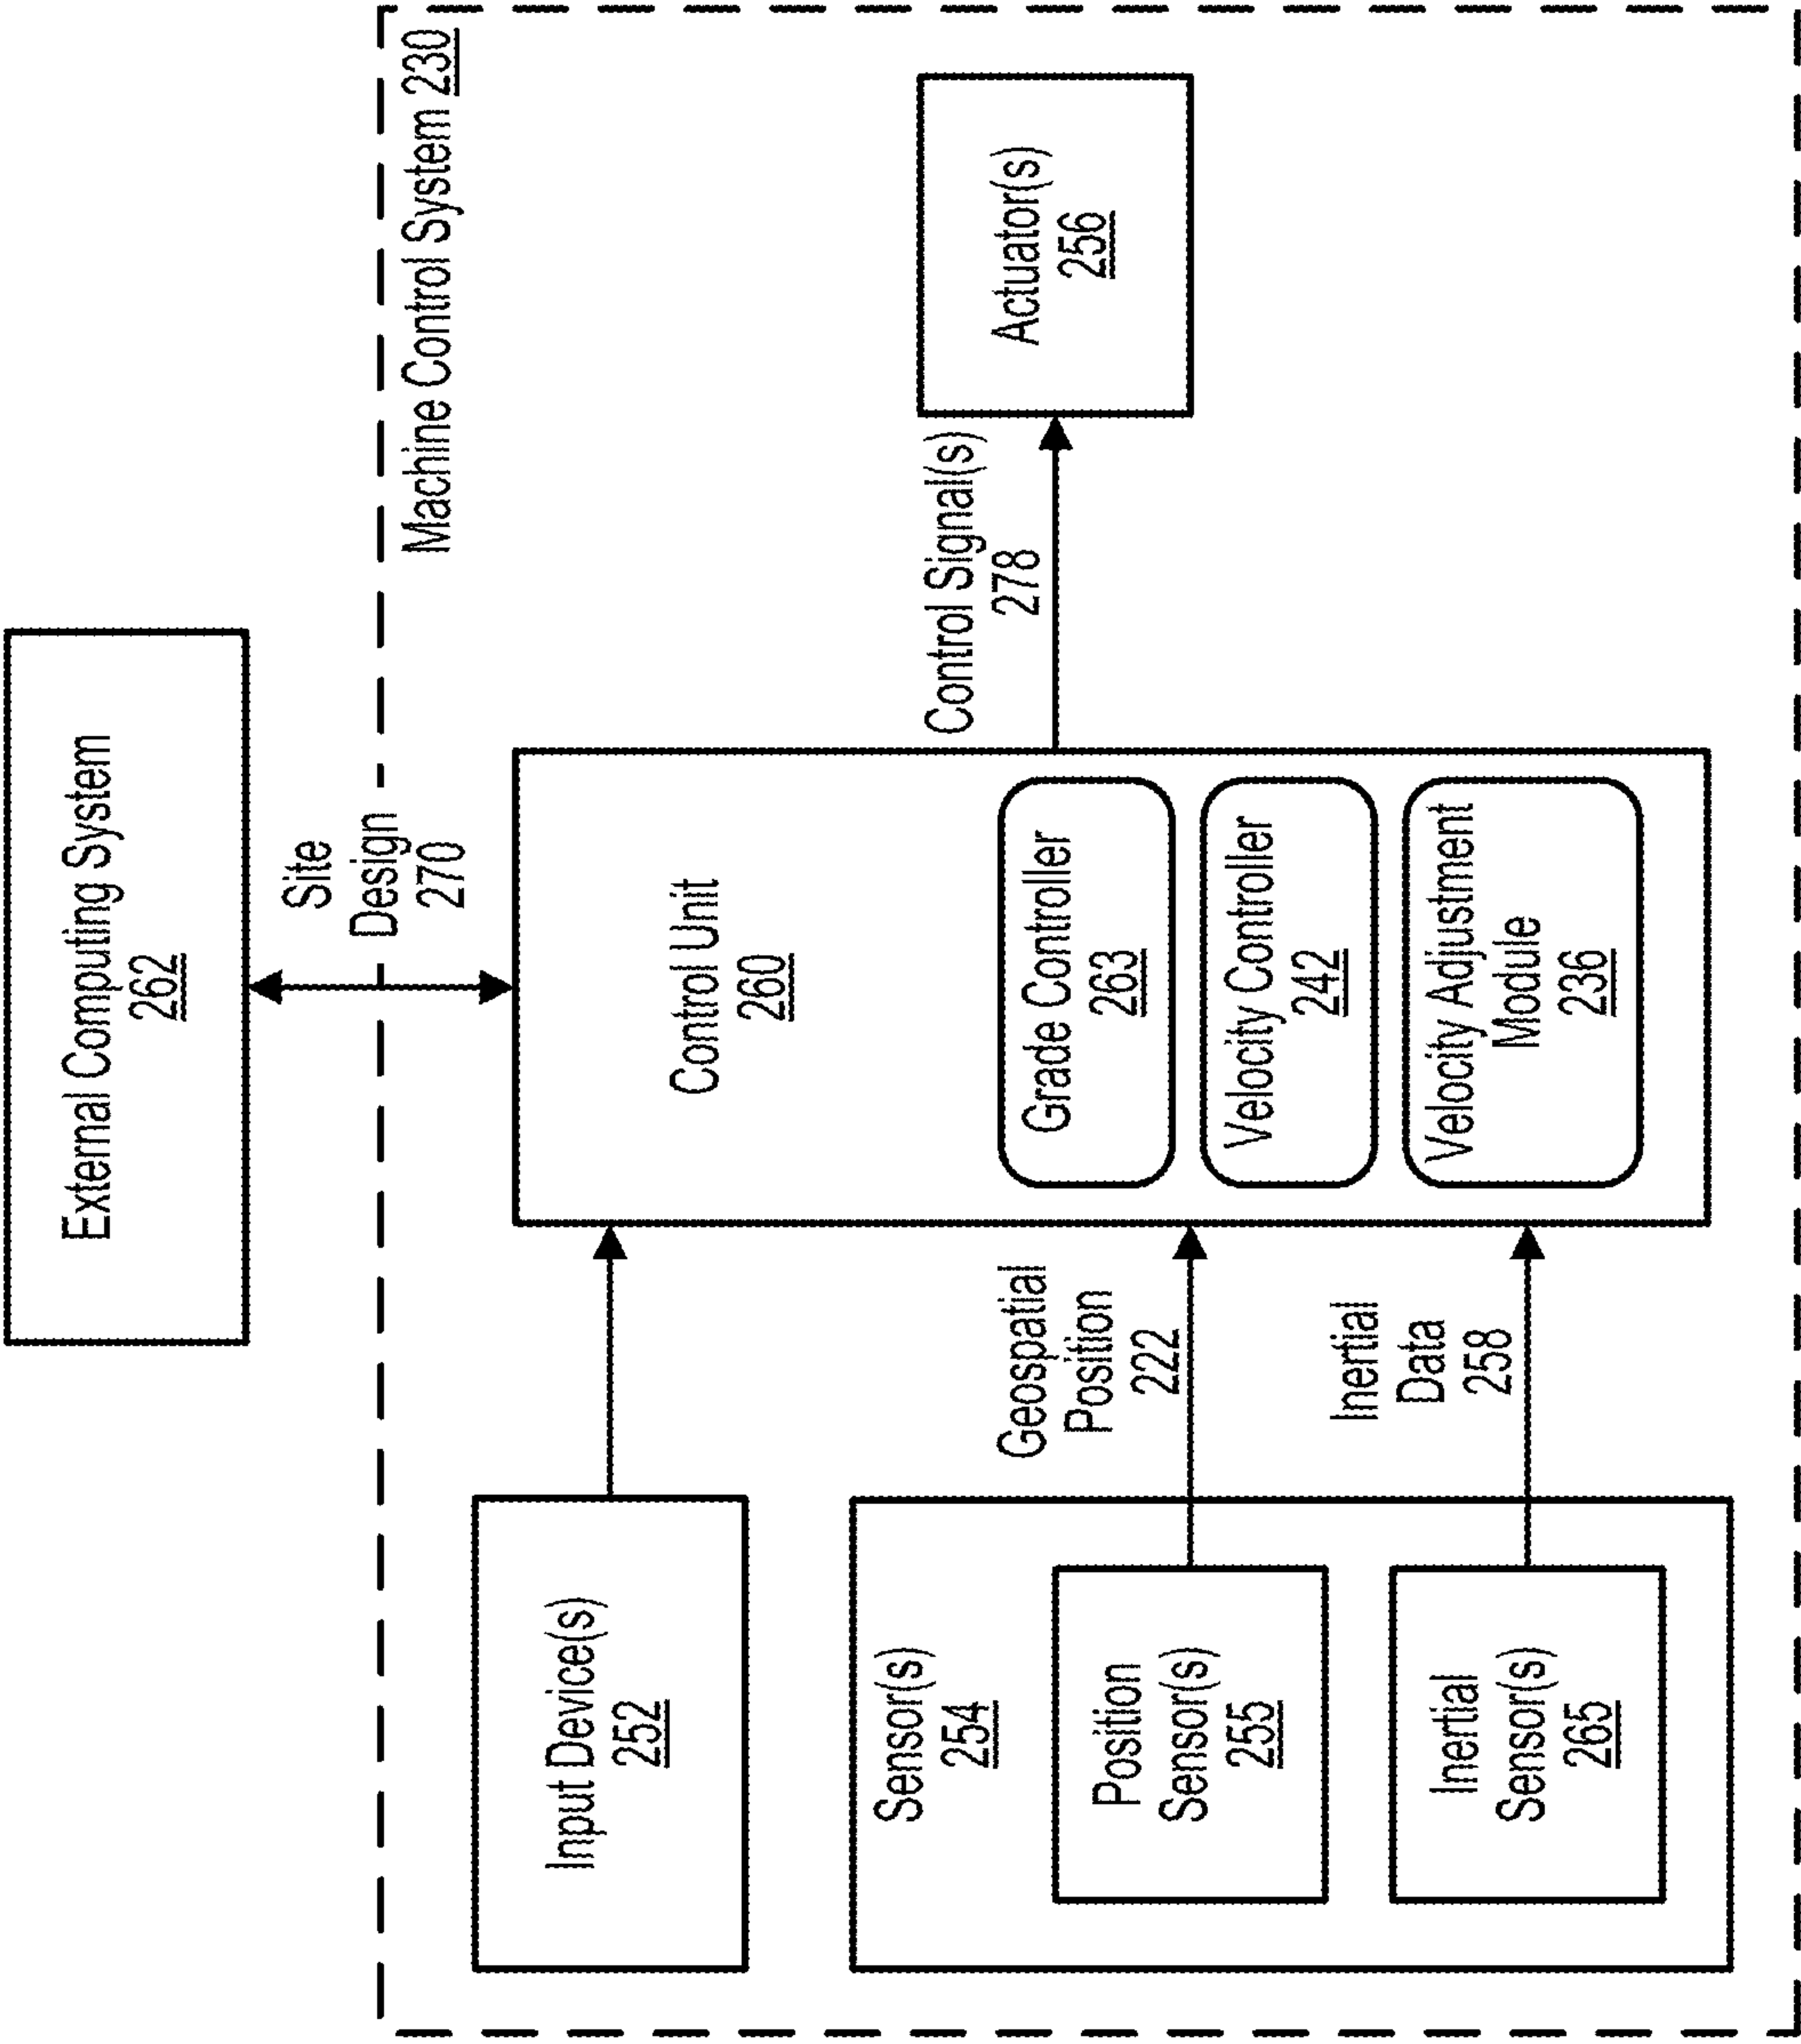 External Computing System
262
Site
Design
270
Machine Control System 230
Input Device(s)
252
Control Unit
260
Sensor(s)
254
Position
Sensor(s)
255
Inertial
Sensor(s)
265
Geospatial
Position
222
Inertial
Data
258
Grade Controller
263
Velocity Controller
242
Velocity Adjustment
Module
236
Control Signal(s)
278
Actuator(s)
256